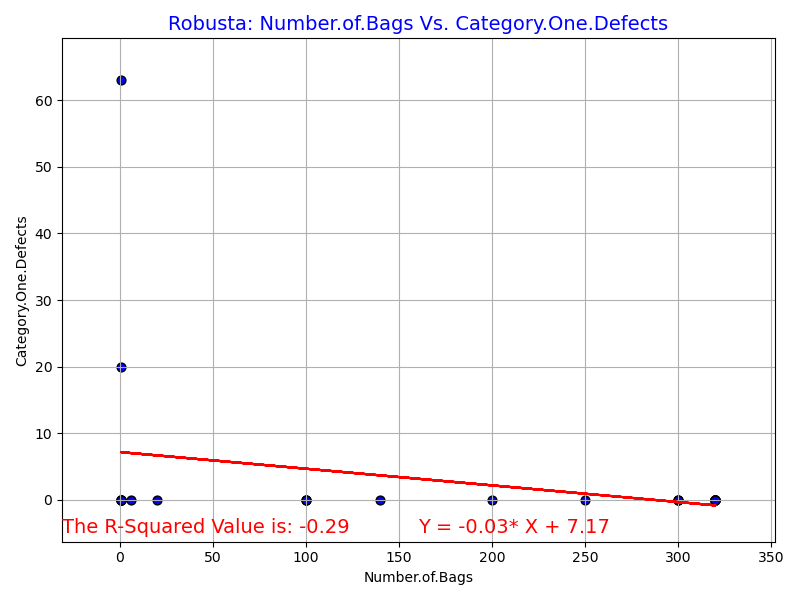 Robusta: Number.of.Bags Vs. Category.One.Defects
Category.One.Defects
60
50
40
30
20
10
0
The R-Squared Value is: -0.29
Y = -0.03* X + 7.17
0 50 100 150 200 250 300 350
Number.of.Bags